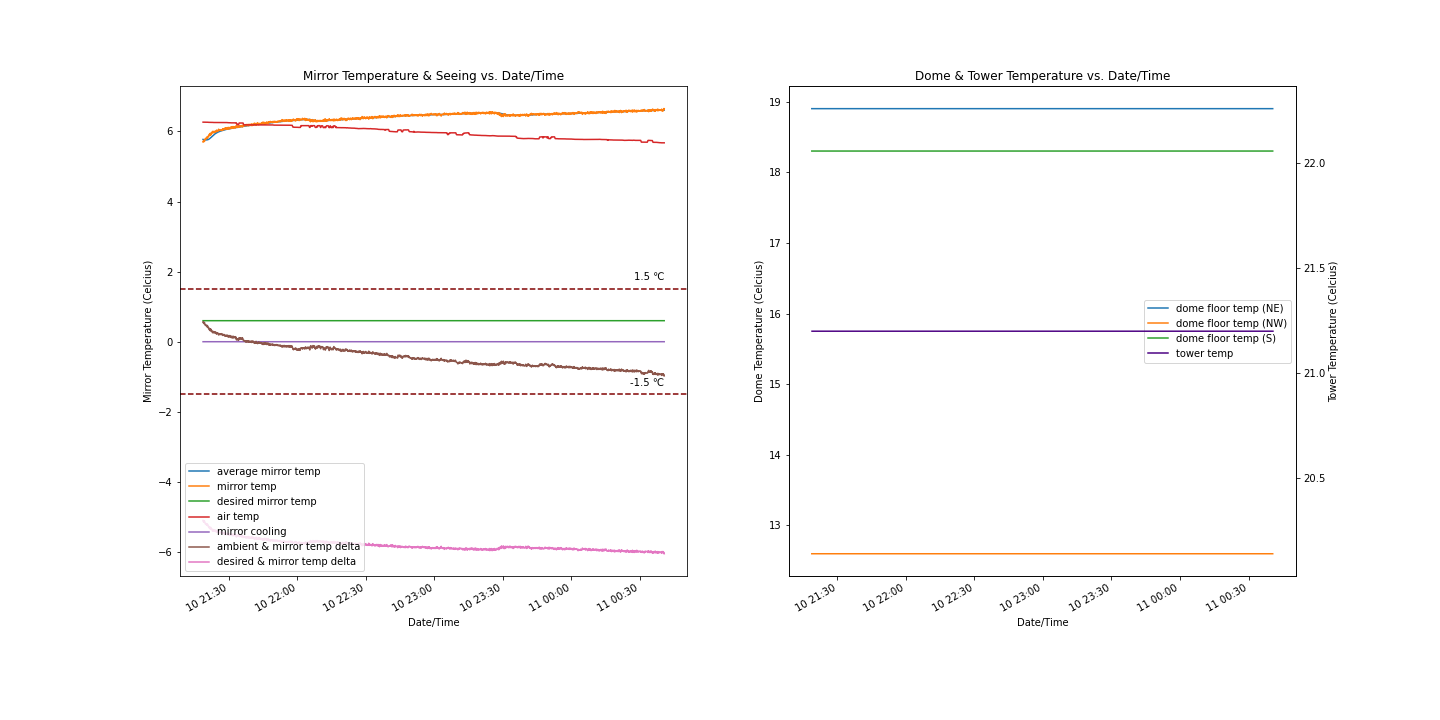 Mirror Temperature & Seeing vs. Date/Time
Mirror Temperature (Celcius)
6
4
2
0
−2
−4
−6
1.5 °C
-1.5 °C
average mirror temp
mirror temp
desired mirror temp
air temp
mirror cooling
ambient & mirror temp delta
desired & mirror temp delta
10 21:30
10 22:00
10 22:30
10 23:00
10 23:30
11 00:00
11 00:30
Date/Time
Dome & Tower Temperature vs. Date/Time
Dome Temperature (Celcius)
19
18
17
16
15
14
13
dome floor temp (NE)
dome floor temp (NW)
dome floor temp (S)
tower temp
22.0
21.5
21.0
20.5
Tower Temperature (Celcius)
10 21:30
10 22:00
10 22:30
10 23:00
10 23:30
11 00:00
11 00:30
Date/Time